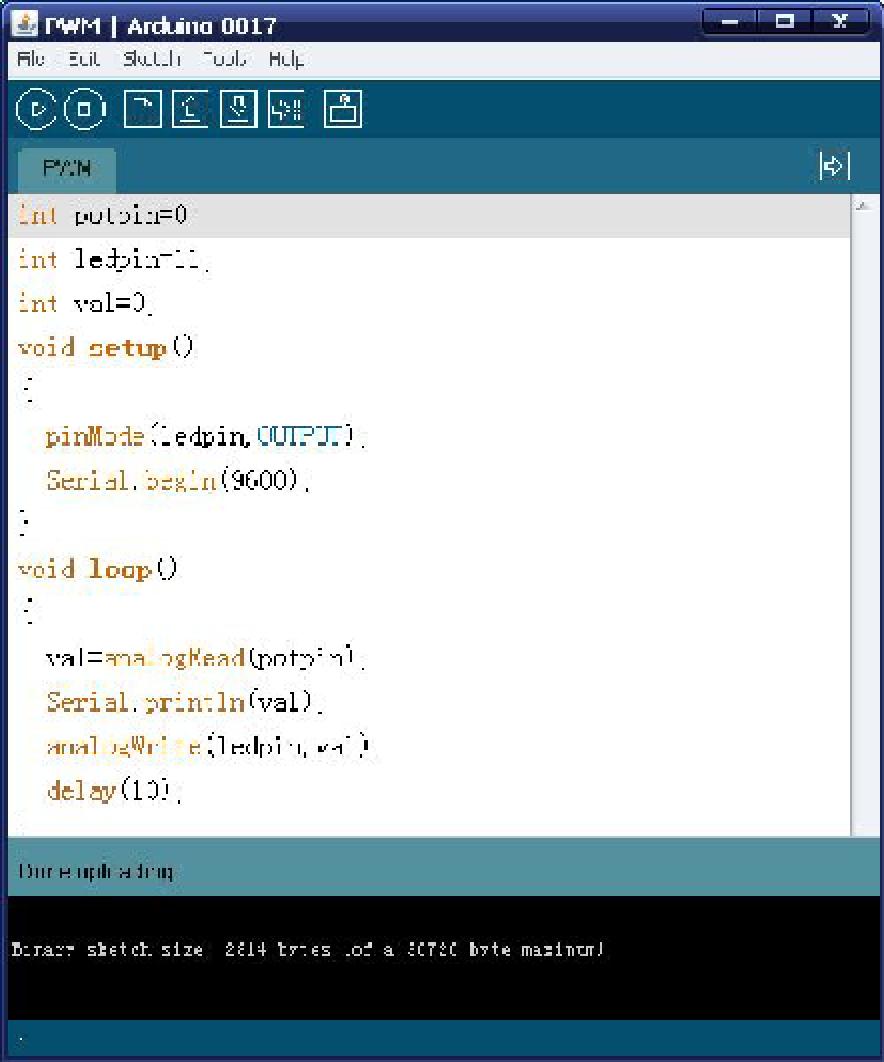 PWM | Arduino 0017
File Edit Sketch Tools Help
PWM
int potpin=0
int ledpin=11;
int val=0;
void setup()
{
pinMode(ledpin,OUTPUT);
Serial.begin(9600);
}
void loop()
{
val=analogRead(potpin);
Serial.println(val);
analogWrite(ledpin,val)
delay(10);
Done uploading
Binary sketch size: 2814 bytes (of a 30720 byte maximum)